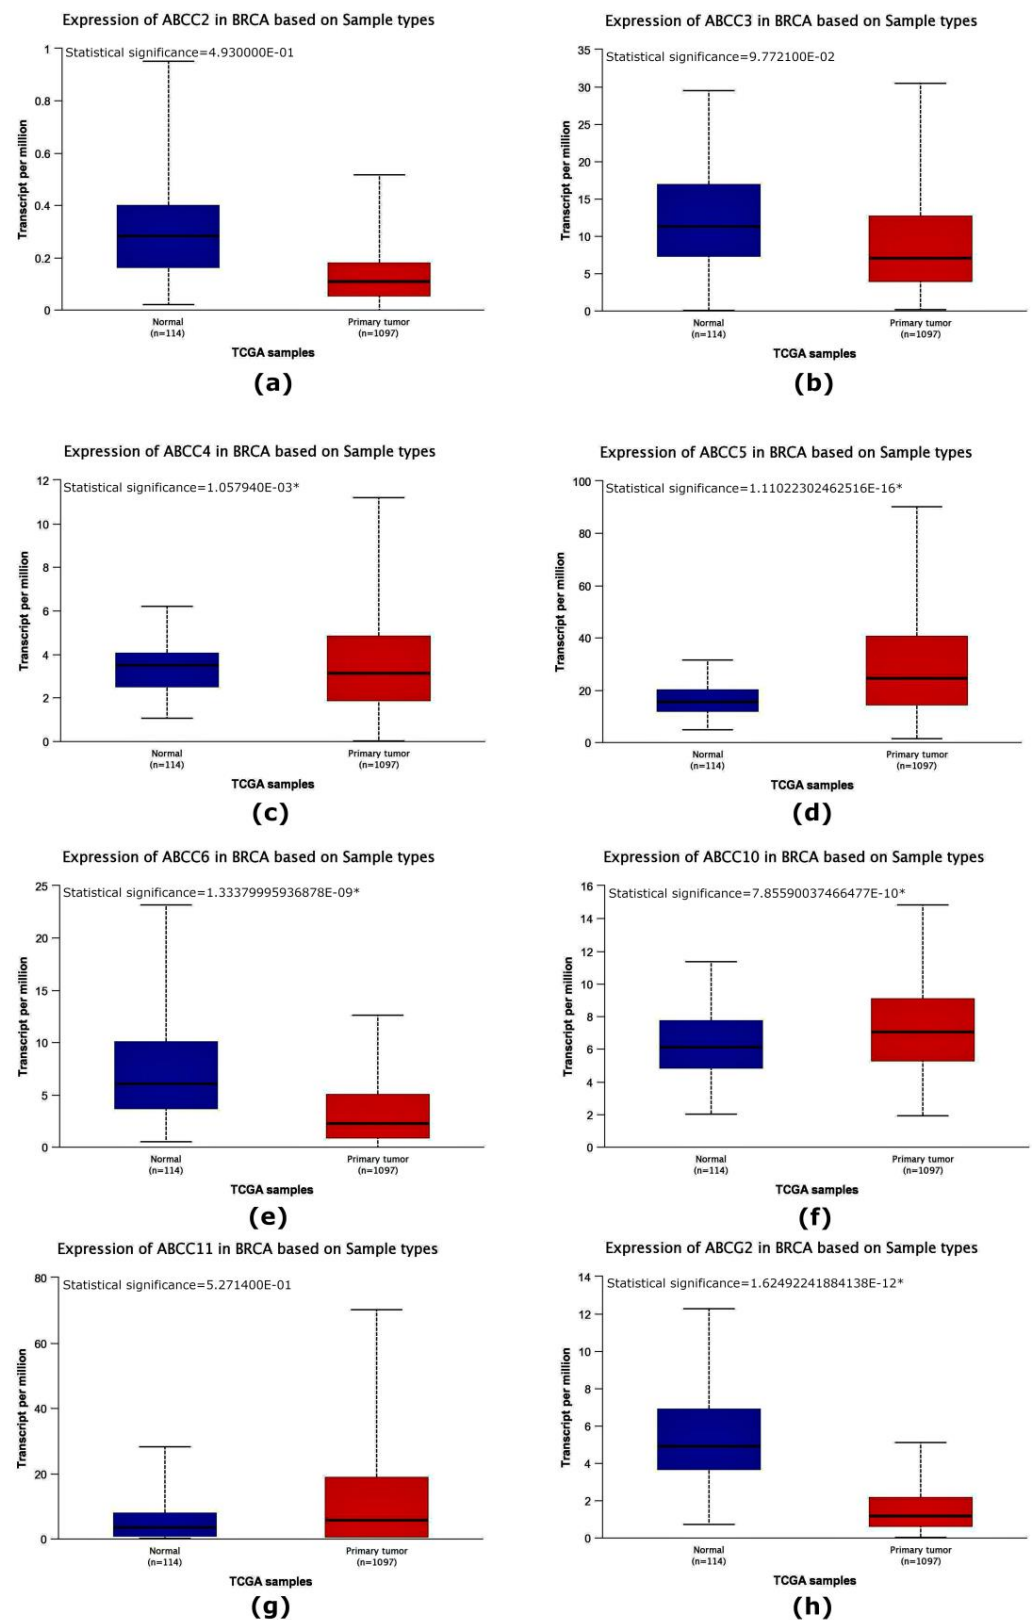 Expression of ABCC2 in BRCA based on Sample types
Statistical significance=4.930000E-01
Transcript per million
1
0.8
0.6
0.4
0.2
0
Normal
(n=114)
Primary tumor
(n=1097)
TCGA samples
(a)
Expression of ABCC3 in BRCA based on Sample types
Statistical significance=9.772100E-02
Transcript per million
35
30
25
20
15
10
5
0
Normal
(n=114)
Primary tumor
(n=1097)
TCGA samples
(b)
Expression of ABCC4 in BRCA based on Sample types
Statistical significance=1.057940E-03*
Transcript per million
12
10
8
6
4
2
0
Normal
(n=114)
Primary tumor
(n=1097)
TCGA samples
(c)
Expression of ABCC5 in BRCA based on Sample types
Statistical significance=1.11022302462516E-16*
Transcript per million
100
80
60
40
20
0
Normal
(n=114)
Primary tumor
(n=1097)
TCGA samples
(d)
Expression of ABCC6 in BRCA based on Sample types
Statistical significance=1.33379995936878E-09*
Transcript per million
25
20
15
10
5
0
Normal
(n=114)
Primary tumor
(n=1097)
TCGA samples
(e)
Expression of ABCC10 in BRCA based on Sample types
Statistical significance=7.85590037466477E-10*
Transcript per million
16
14
12
10
8
6
4
2
0
Normal
(n=114)
Primary tumor
(n=1097)
TCGA samples
(f)
Expression of ABCC11 in BRCA based on Sample types
Statistical significance=5.271400E-01
Transcript per million
80
60
40
20
0
Normal
(n=114)
Primary tumor
(n=1097)
TCGA samples
(g)
Expression of ABCG2 in BRCA based on Sample types
Statistical significance=1.62492241884138E-12*
Transcript per million
14
12
10
8
6
4
2
0
Normal
(n=114)
Primary tumor
(n=1097)
TCGA samples
(h)